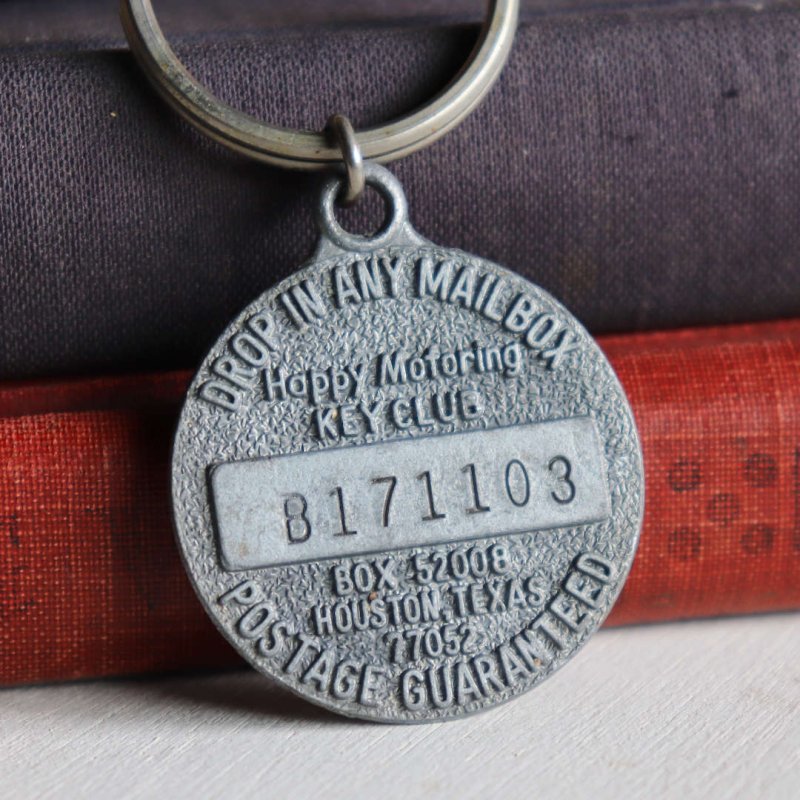 DROP IN ANY MAILBOX
Happy Motoring
KEY CLUB
B171103
BOX 52008
HOUSTON, TEXAS
77052
POSTAGE GUARANTEED